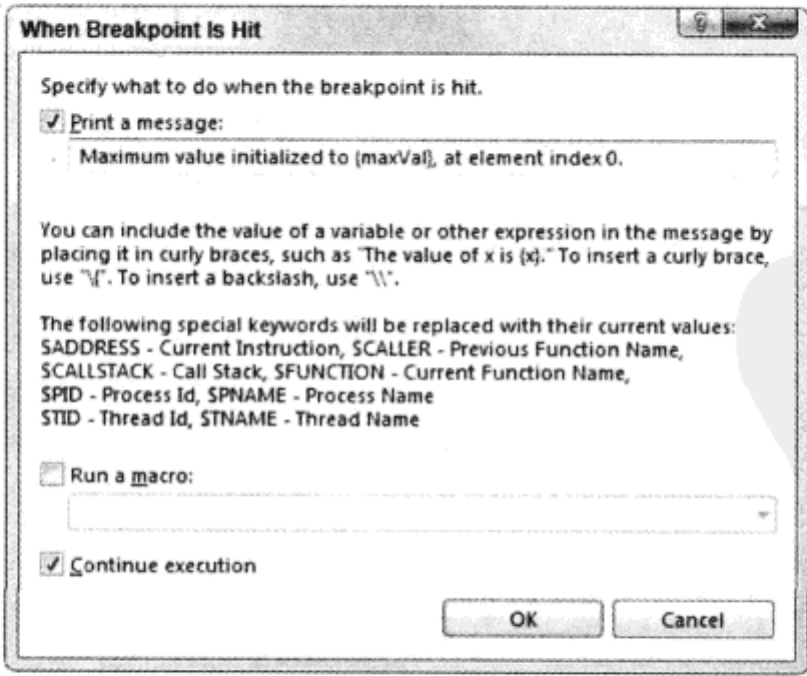 When Breakpoint Is Hit
Specify what to do when the breakpoint is hit.
Print a message:
Maximum value initialized to {maxVal}, at element index 0.
You can include the value of a variable or other expression in the message by
placing it in curly braces, such as "The value of x is {x}." To insert a curly brace,
use "\{". To insert a backslash, use "\\".
The following special keywords will be replaced with their current values:
$ADDRESS - Current Instruction, $CALLER - Previous Function Name,
$CALLSTACK - Call Stack, $FUNCTION - Current Function Name,
$PID - Process Id, $PNAME - Process Name
$TID - Thread Id, $TNAME - Thread Name
Run a macro:
Continue execution
OK
Cancel